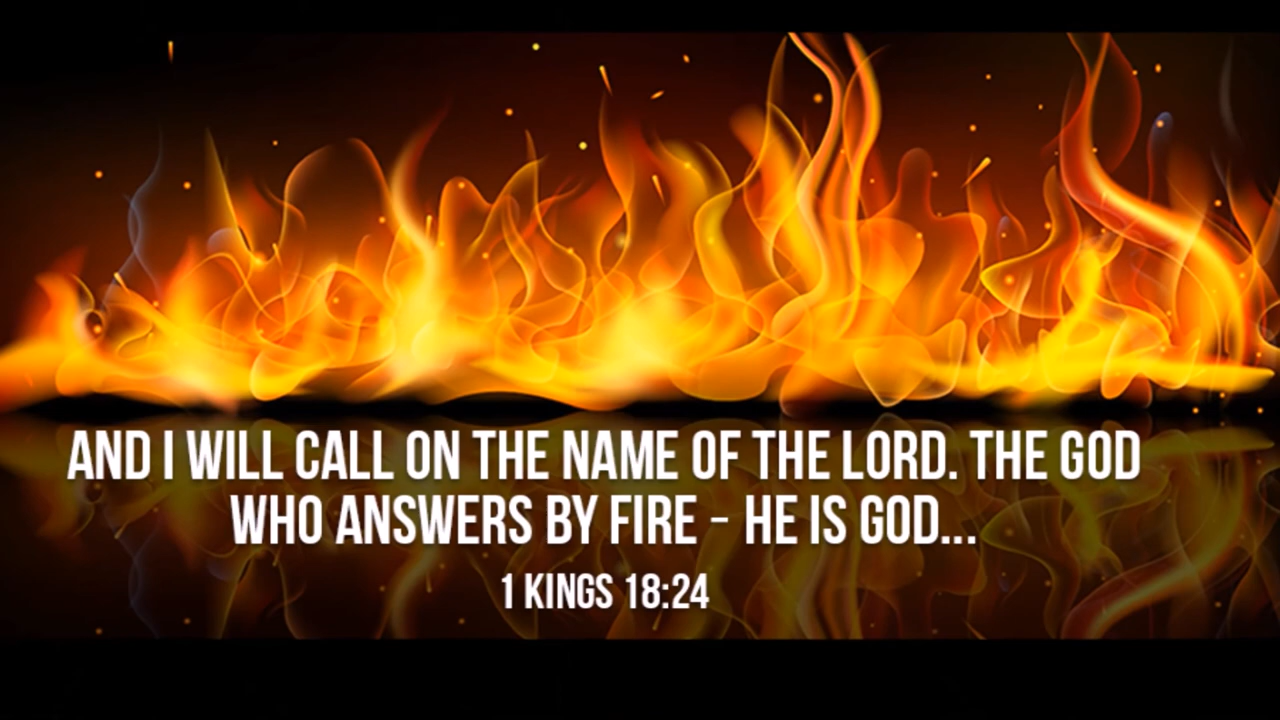 AND I WILL CALL ON THE NAME OF THE LORD. THE GOD
WHO ANSWERS BY FIRE - HE IS GOD...
1 KINGS 18:24